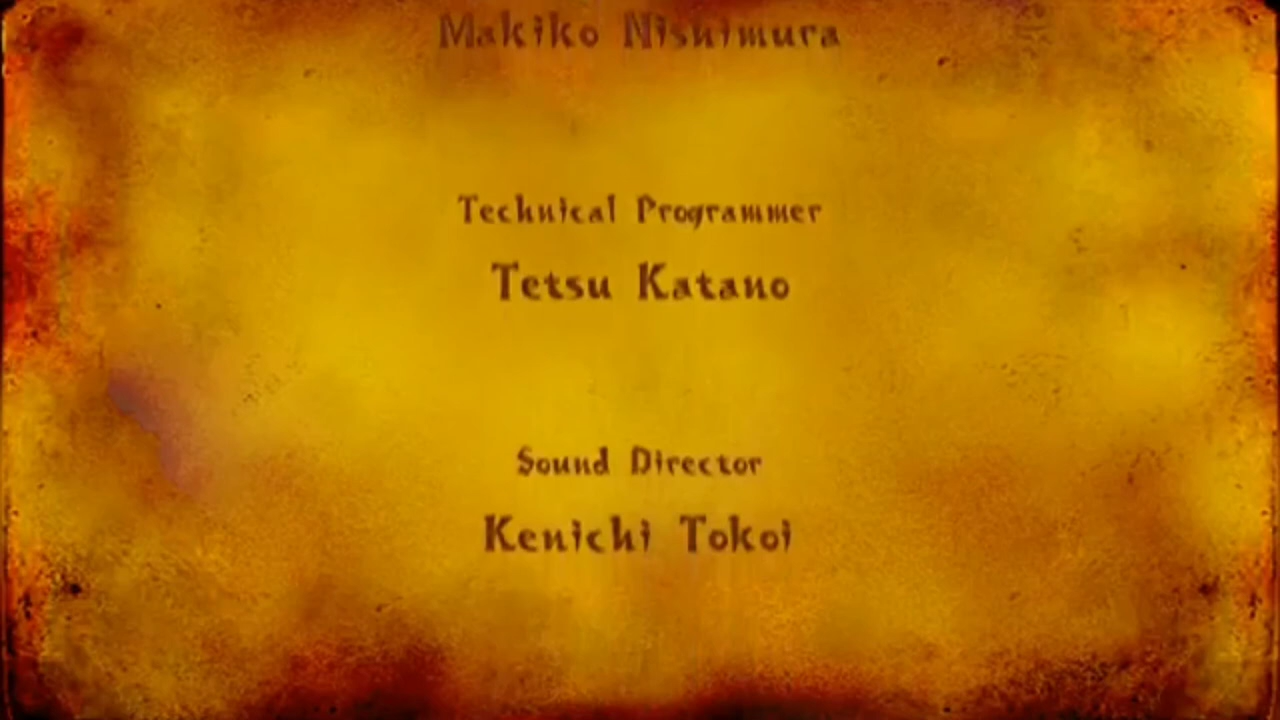 Makiko Nishimura
Technical Programmer
Tetsu Katano
Sound Director
Kenichi Tokoi